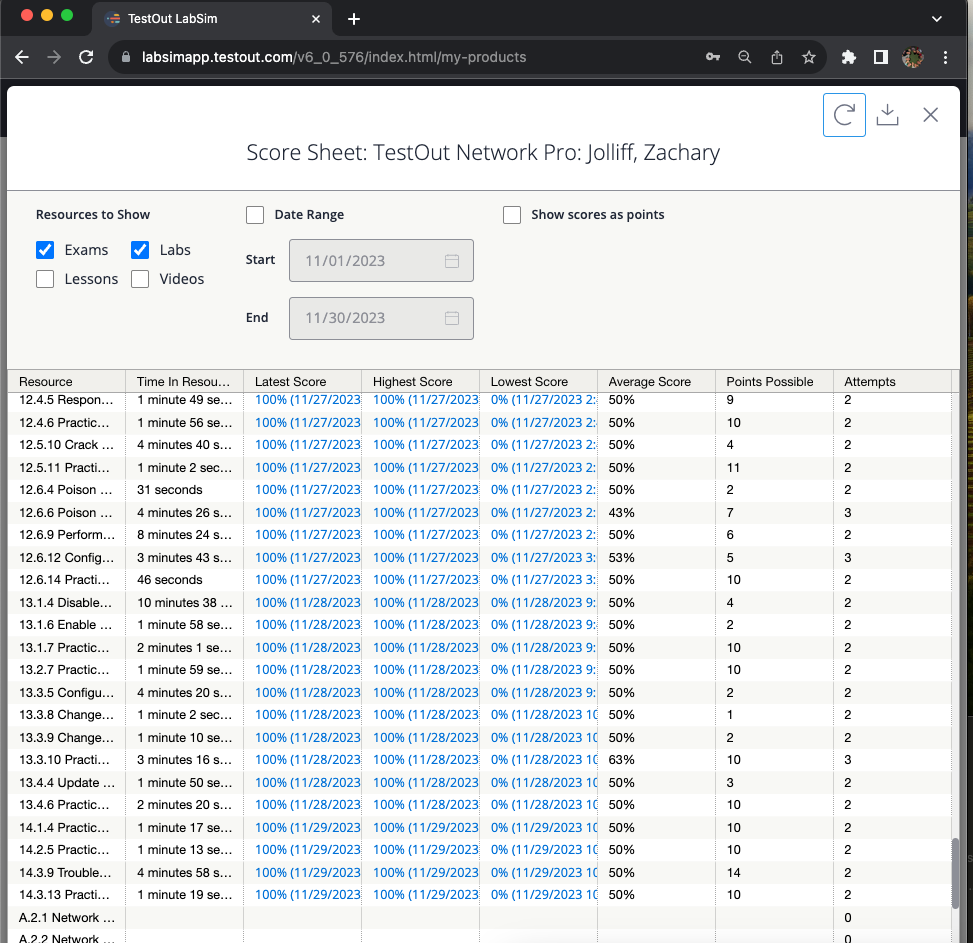 TestOut LabSim
labsimapp.testout.com/v6_0_576/index.html/my-products
Score Sheet: TestOut Network Pro: Jolliff, Zachary
Resources to Show Date Range Show scores as points
Exams Labs Start 11/01/2023
Lessons Videos
End 11/30/2023
Resource Time In Resou... Latest Score Highest Score Lowest Score Average Score Points Possible Attempts
12.4.5 Respon... 1 minute 49 se... 100% (11/27/2023 100% (11/27/2023 0% (11/27/2023 2: 50% 9 2
12.4.6 Practic... 1 minute 56 se... 100% (11/27/2023 100% (11/27/2023 0% (11/27/2023 2: 50% 10 2
12.5.10 Crack ... 4 minutes 40 s... 100% (11/27/2023 100% (11/27/2023 0% (11/27/2023 2: 50% 4 2
12.5.11 Practi... 1 minute 2 sec... 100% (11/27/2023 100% (11/27/2023 0% (11/27/2023 2: 50% 11 2
12.6.4 Poison ... 31 seconds 100% (11/27/2023 100% (11/27/2023 0% (11/27/2023 2: 50% 2 2
12.6.6 Poison ... 4 minutes 26 s... 100% (11/27/2023 100% (11/27/2023 0% (11/27/2023 2: 43% 7 3
12.6.9 Perform... 8 minutes 24 s... 100% (11/27/2023 100% (11/27/2023 0% (11/27/2023 2: 50% 6 2
12.6.12 Config... 3 minutes 43 s... 100% (11/27/2023 100% (11/27/2023 0% (11/27/2023 3: 53% 5 3
12.6.14 Practi... 46 seconds 100% (11/27/2023 100% (11/27/2023 0% (11/27/2023 3: 50% 10 2
13.1.4 Disable... 10 minutes 38 ... 100% (11/28/2023 100% (11/28/2023 0% (11/28/2023 9: 50% 4 2
13.1.6 Enable ... 1 minute 58 se... 100% (11/28/2023 100% (11/28/2023 0% (11/28/2023 9: 50% 2 2
13.1.7 Practic... 2 minutes 1 se... 100% (11/28/2023 100% (11/28/2023 0% (11/28/2023 9: 50% 10 2
13.2.7 Practic... 1 minute 59 se... 100% (11/28/2023 100% (11/28/2023 0% (11/28/2023 9: 50% 10 2
13.3.5 Configu... 4 minutes 20 s... 100% (11/28/2023 100% (11/28/2023 0% (11/28/2023 9: 50% 2 2
13.3.8 Change... 1 minute 2 sec... 100% (11/28/2023 100% (11/28/2023 0% (11/28/2023 10 50% 1 2
13.3.9 Change... 1 minute 10 se... 100% (11/28/2023 100% (11/28/2023 0% (11/28/2023 10 50% 2 2
13.3.10 Practi... 3 minutes 16 s... 100% (11/28/2023 100% (11/28/2023 0% (11/28/2023 10 63% 10 3
13.4.4 Update ... 1 minute 50 se... 100% (11/28/2023 100% (11/28/2023 0% (11/28/2023 10 50% 3 2
13.4.6 Practic... 2 minutes 20 s... 100% (11/28/2023 100% (11/28/2023 0% (11/28/2023 10 50% 10 2
14.1.4 Practic... 1 minute 17 se... 100% (11/29/2023 100% (11/29/2023 0% (11/29/2023 10 50% 10 2
14.2.5 Practic... 1 minute 13 se... 100% (11/29/2023 100% (11/29/2023 0% (11/29/2023 10 50% 10 2
14.3.9 Trouble... 4 minutes 58 s... 100% (11/29/2023 100% (11/29/2023 0% (11/29/2023 10 50% 14 2
14.3.13 Practi... 1 minute 19 se... 100% (11/29/2023 100% (11/29/2023 0% (11/29/2023 10 50% 10 2
A.2.1 Network ... 0
A.2.2 Network ... 0